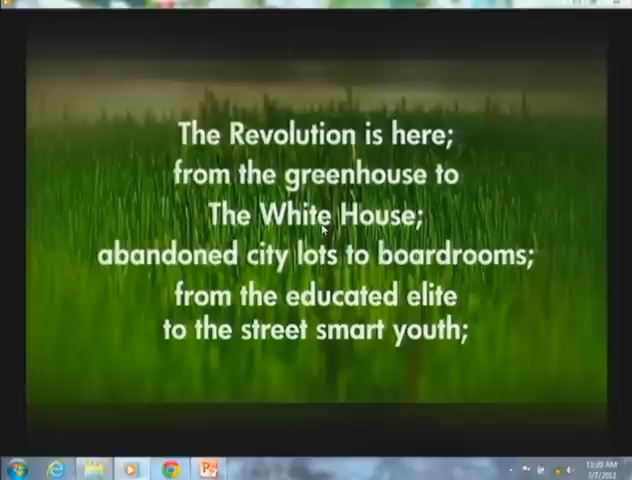 The Revolution is here;
from the greenhouse to
The White House;
abandoned city lots to boardrooms;
from the educated elite
to the street smart youth;